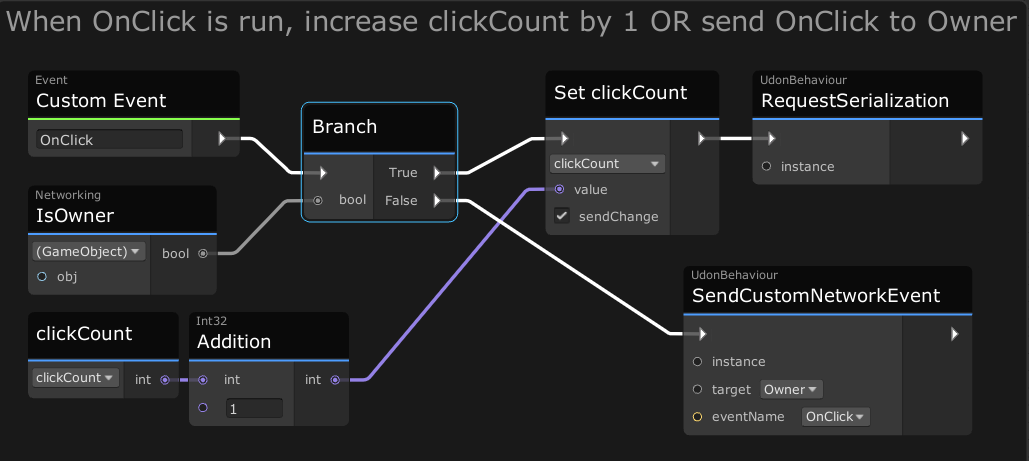 When OnClick is run, increase clickCount by 1 OR send OnClick to Owner
Event
Custom Event
OnClick
Networking
IsOwner
(GameObject)
bool
obj
clickCount
clickCount
int
Int32
Addition
int
int
1
Branch
True
bool
False
Set clickCount
clickCount
value
sendChange
UdonBehaviour
RequestSerialization
instance
UdonBehaviour
SendCustomNetworkEvent
instance
target Owner
eventName OnClick